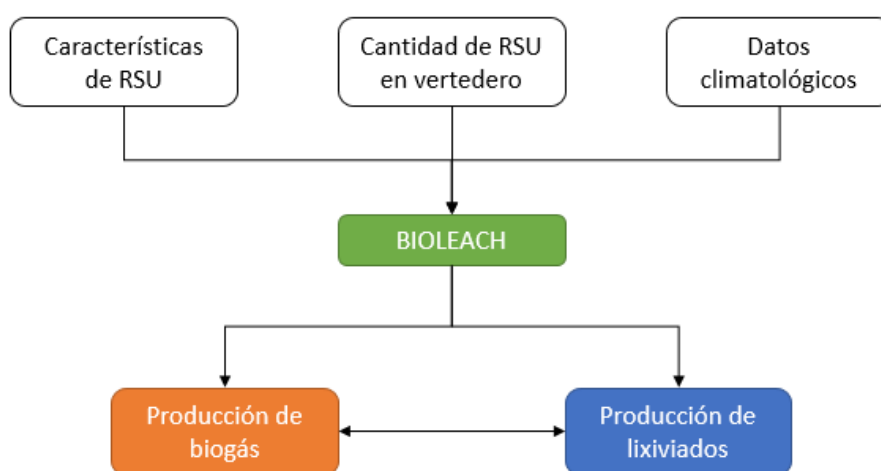 Características
de RSU
Cantidad de RSU
en vertedero
Datos
climatológicos
BIOLEACH
Producción de
biogás
Producción de
lixiviados